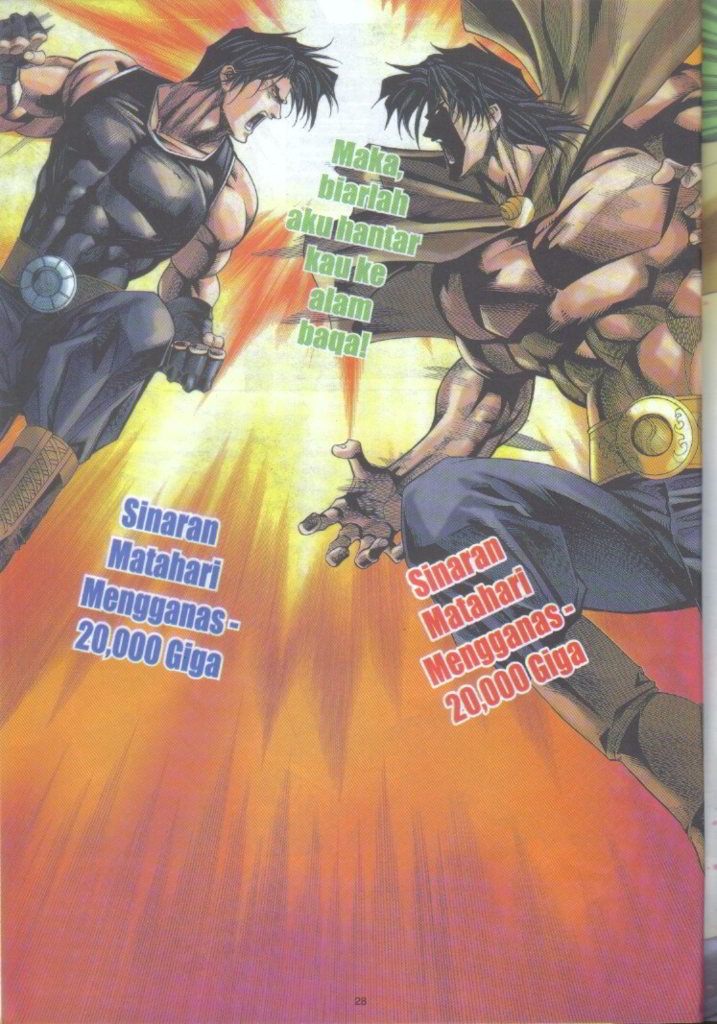 Maka,
biarlah
aku hantar
kau ke
alam
baqa!
Sinaran
Matahari
Mengganas -
20,000 Giga
Sinaran
Matahari
Mengganas -
20,000 Giga
28